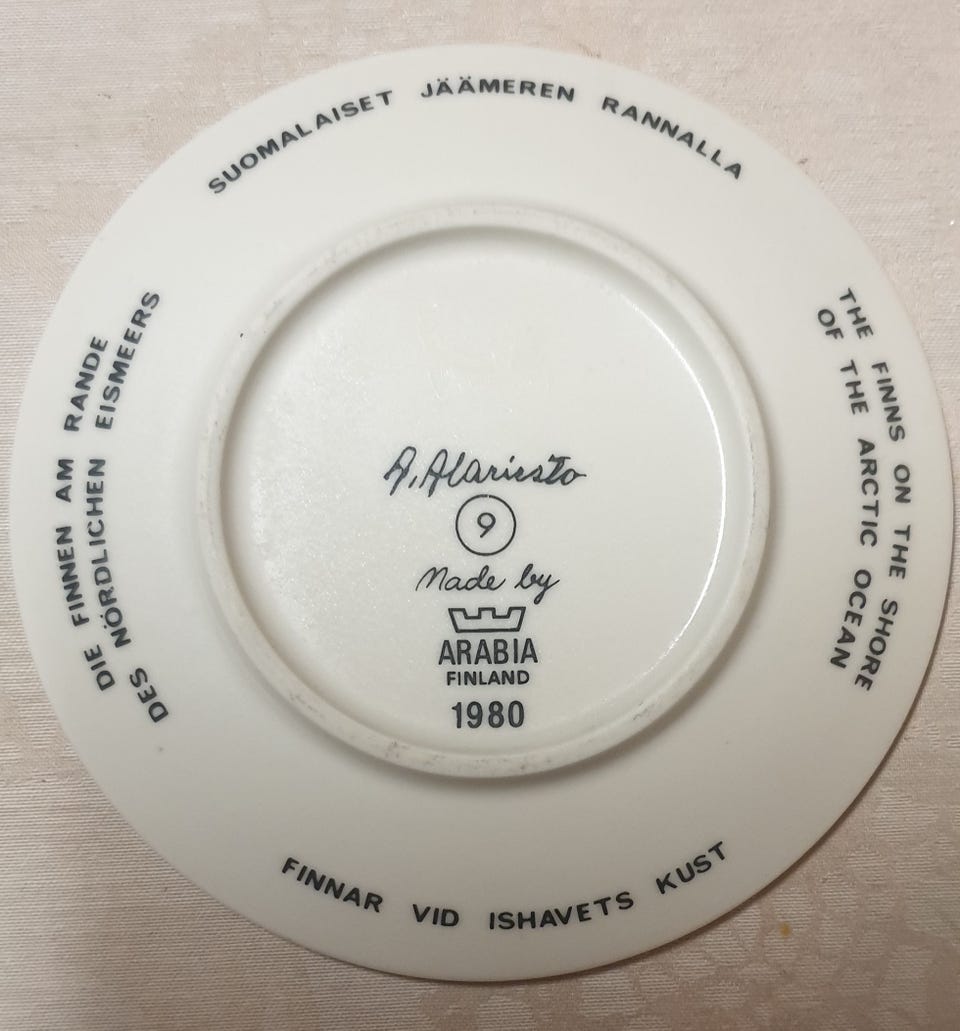 SUOMALAISET JÄÄMEREN RANNALLA
THE FINNS ON THE SHORE
OF THE ARCTIC OCEAN
FINNAR VID ISHAVETS KUST
DIE FINNEN AM RANDE
DES NÖRDLICHEN EISMEERS
A. Alariesto
9
Made by
ARABIA
FINLAND
1980